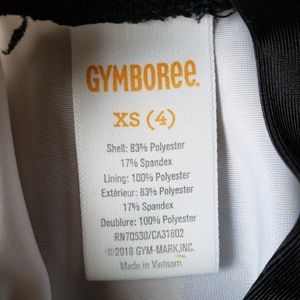 GYMBOREE
XS (4)
Shell: 83% Polyester
17% Spandex
Lining: 100% Polyester
Extérieur: 83%
Polyester
17% Spandex
Doublure: 100% Polyester
RN70530/CA31602
©2018 GYM-MARK,INC.
Made in Vietnam